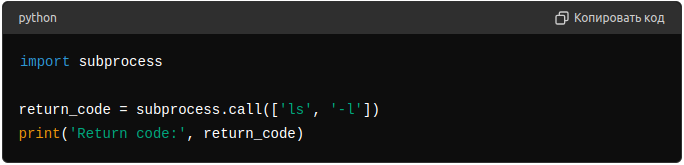 python
Копировать код
import subprocess
return_code = subprocess.call(['ls', '-l'])
print('Return code:', return_code)